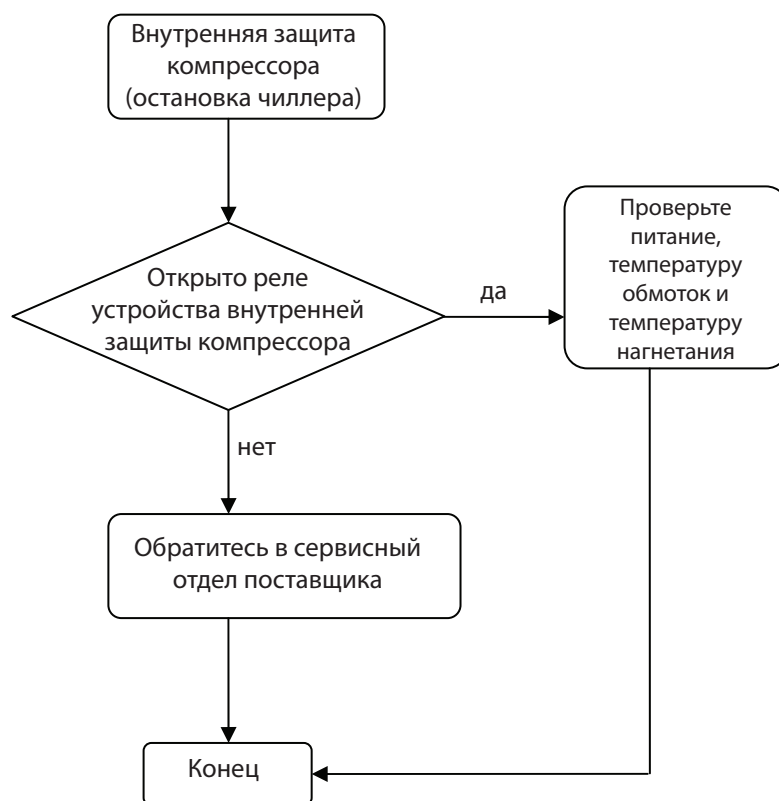 Внутренняя защита
компрессора
(остановка чиллера)
Открыто реле
устройства внутренней
защиты компрессора
да
Проверьте
питание,
температуру
обмоток и
температуру
нагнетания
нет
Обратитесь в сервисный
отдел поставщика
Конец